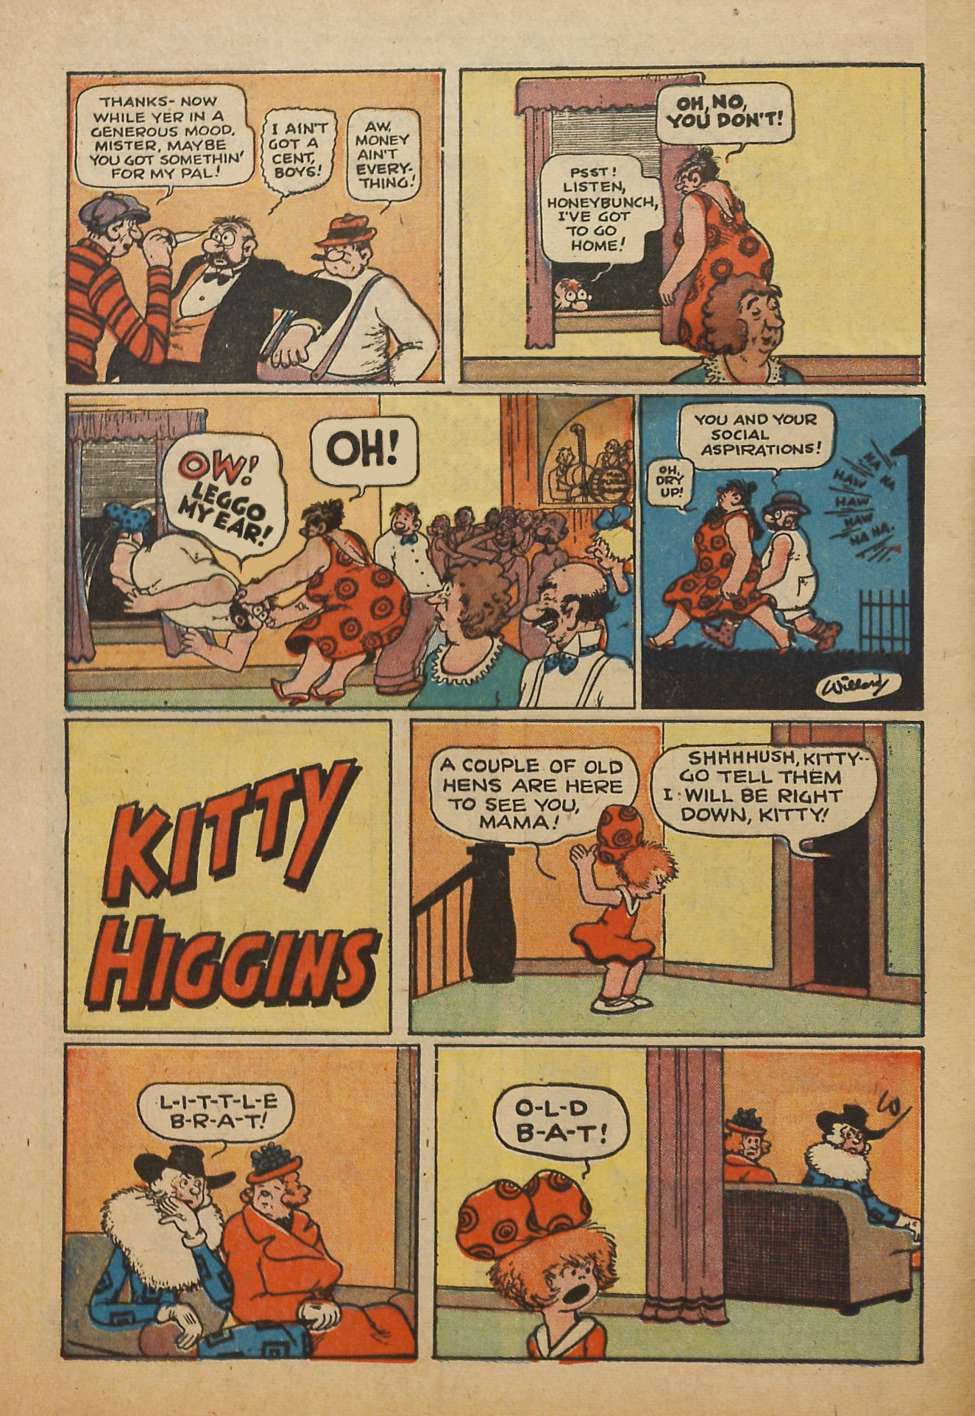 THANKS- NOW
WHILE YER IN A
GENEROUS MOOD,
MISTER, MAYBE
YOU GOT SOMETHIN'
FOR MY PAL!
I AIN'T
GOT A
CENT,
BOYS!
AW,
MONEY
AIN'T
EVERY-
THING!
PSST!
LISTEN,
HONEYBUNCH,
I'VE GOT
TO GO
HOME!
OH, NO,
YOU DON'T!
OW!
LEGGO
MY EAR!
OH!
OH,
DRY
UP!
YOU AND YOUR
SOCIAL
ASPIRATIONS!
HA
HA
HAW
HAW
HAW
HA HA
Willard
KITTY
HIGGINS
A COUPLE OF OLD
HENS ARE HERE
TO SEE YOU,
MAMA!
SHHHHUSH, KITTY--
GO TELL THEM
I WILL BE RIGHT
DOWN, KITTY!
L-I-T-T-L-E
B-R-A-T!
O-L-D
B-A-T!